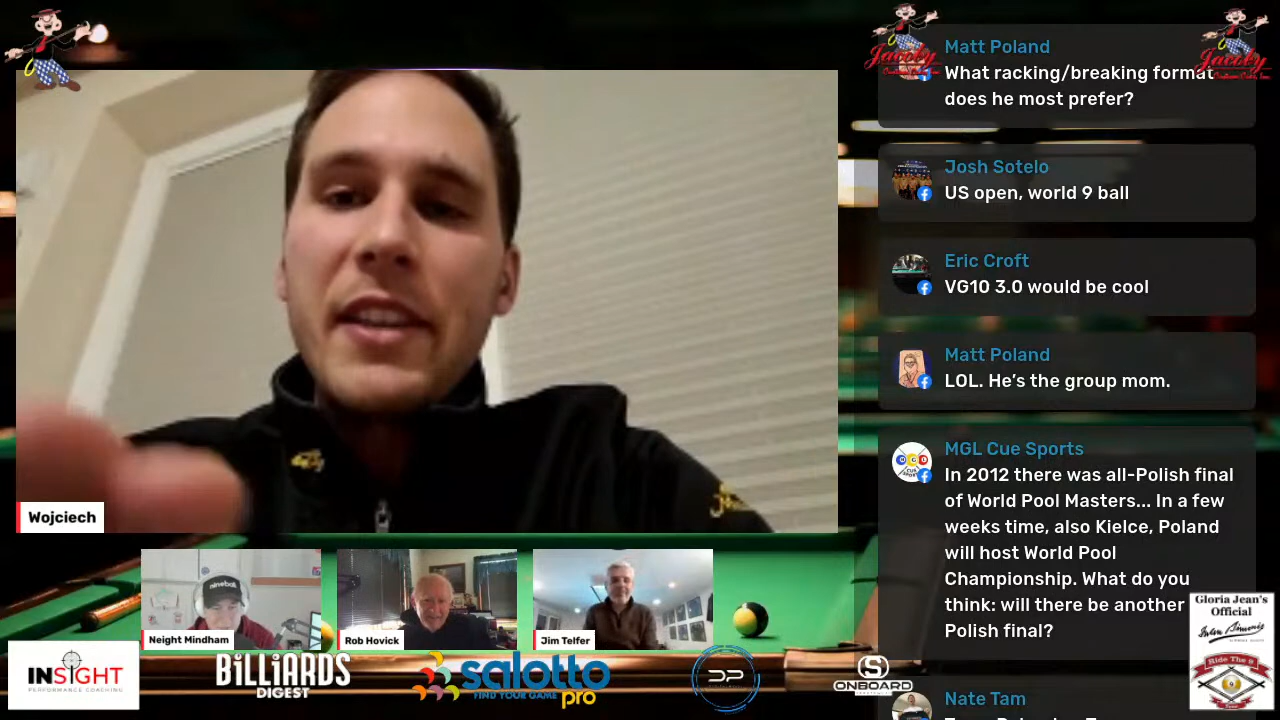 Jacoby
Jacoby
Matt Poland
What racking/breaking format
does he most prefer?
Josh Sotelo
US open, world 9 ball
Eric Croft
VG10 3.0 would be cool
Matt Poland
LOL. He's the group mom.
MGL Cue Sports
In 2012 there was all-Polish final
of World Pool Masters... In a few
weeks time, also Kielce, Poland
will host World Pool
Championship. What do you
think: will there be another
Polish final?
Nate Tam
Wojciech
nineball
Neight Mindham
Rob Hovick
Jim Telfer
INSIGHT
PERFORMANCE COACHING
BILLIARDS
DIGEST
salotto
FIND YOUR GAME
pro
DP
S
ONBOARD
Gloria Jean's
Official
Ride The 9